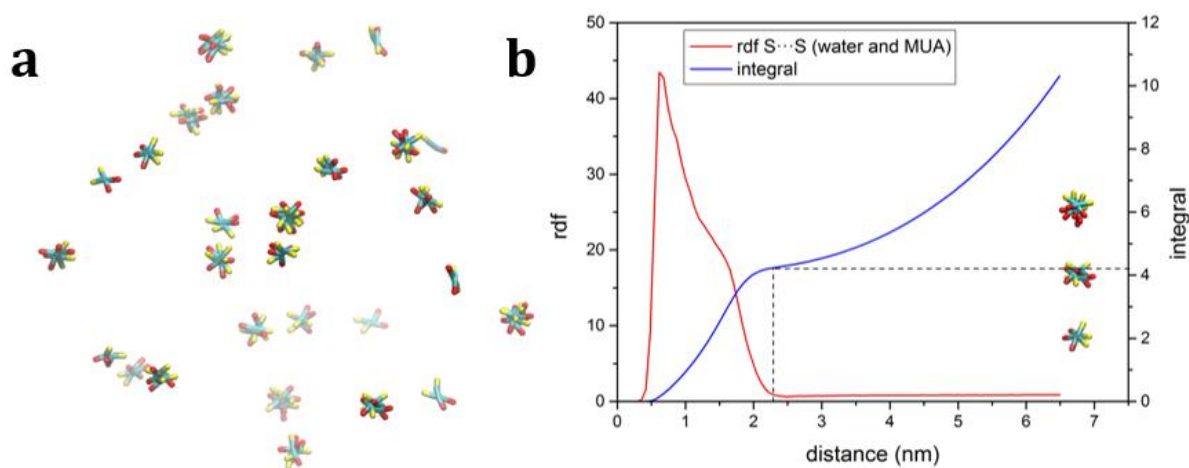 a
b
rdf S···S (water and MUA)
integral
50
40
30
20
10
0
rdf
12
10
8
6
4
2
0
integral
0 1 2 3 4 5 6 7
distance (nm)